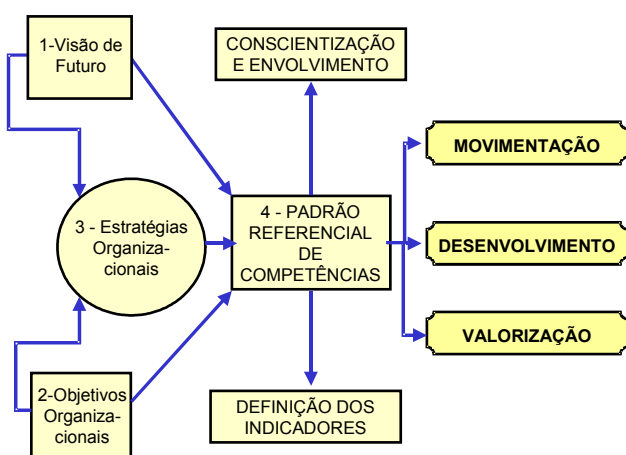 1-Visão de
Futuro
CONSCIENTIZAÇÃO
E ENVOLVIMENTO
MOVIMENTAÇÃO
3 - Estratégias
Organiza-
cionais
4 - PADRÃO
REFERENCIAL
DE
COMPETÊNCIAS
DESENVOLVIMENTO
VALORIZAÇÃO
2-Objetivos
Organiza-
cionais
DEFINIÇÃO DOS
INDICADORES